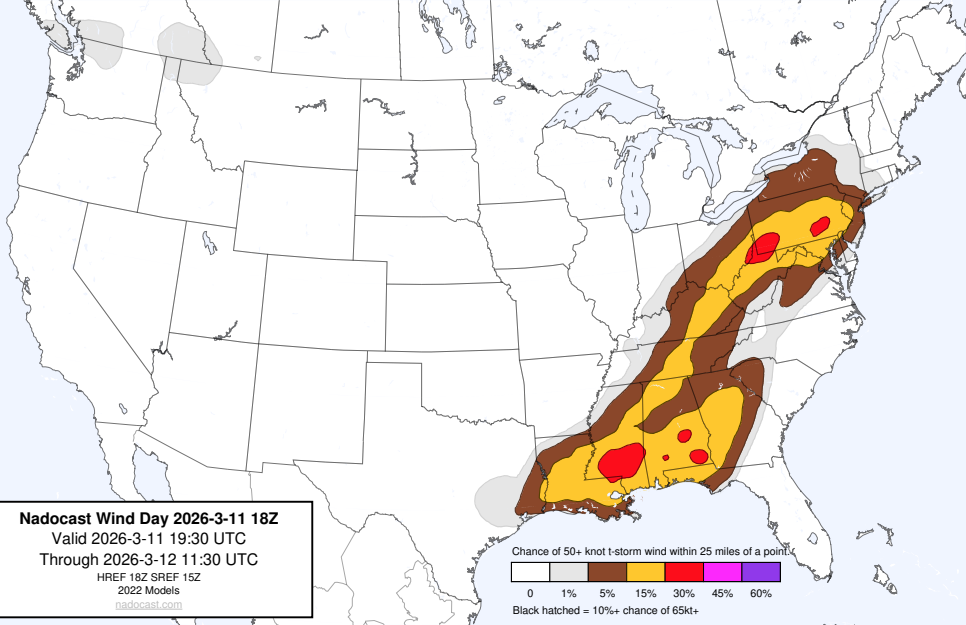 Nadocast Wind Day 2026-3-11 18Z
Valid 2026-3-11 19:30 UTC
Through 2026-3-12 11:30 UTC
HREF 18Z SREF 15Z
2022 Models
nadocast.com
Chance of 50+ knot t-storm wind within 25 miles of a point.
0 1% 5% 15% 30% 45% 60%
Black hatched = 10%+ chance of 65kt+